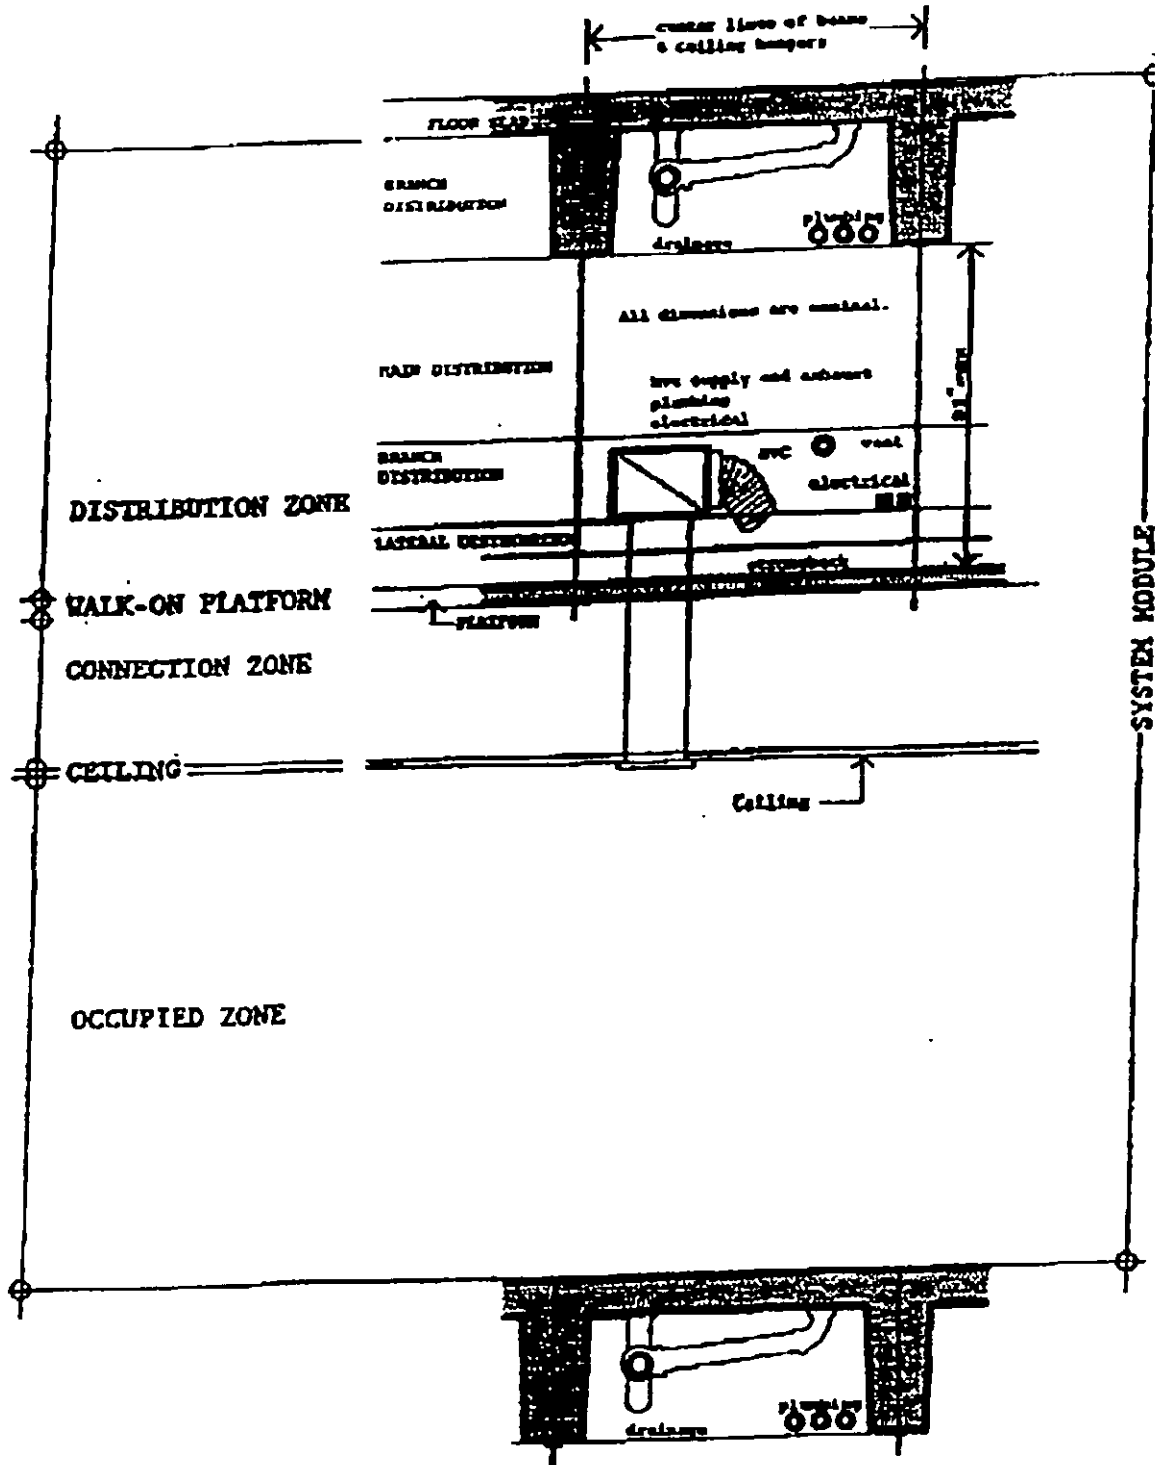 center lines of beams
& ceiling hangers
FLOOR SLAB
BRANCH
DISTRIBUTION
plumbing
drainage
All dimensions are nominal.
MAIN DISTRIBUTION
hvc supply and exhaust
plumbing
electrical
BRANCH
DISTRIBUTION
HVC
vent
electrical
DISTRIBUTION ZONE
LATERAL DISTRIBUTION
WALK-ON PLATFORM
PLATFORM
CONNECTION ZONE
SYSTEM MODULE
CEILING
Ceiling
OCCUPIED ZONE
plumbing
drainage